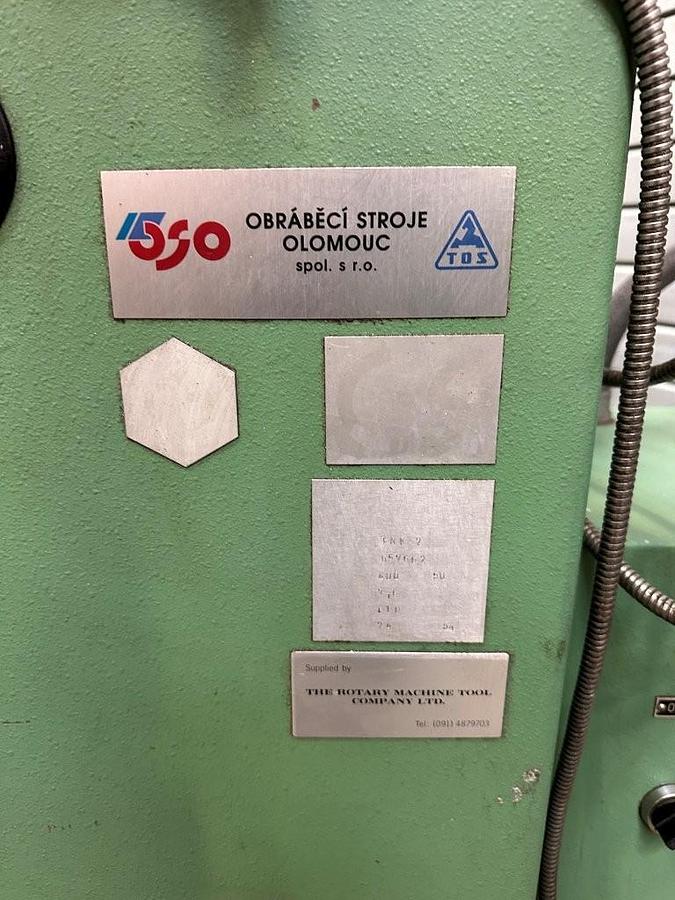 OSO
OBRÁBĚCÍ STROJE
OLOMOUC
spol. s r.o.
TOS
Supplied by
THE ROTARY MACHINE TOOL
COMPANY LTD.
Tel: (091) 4879703